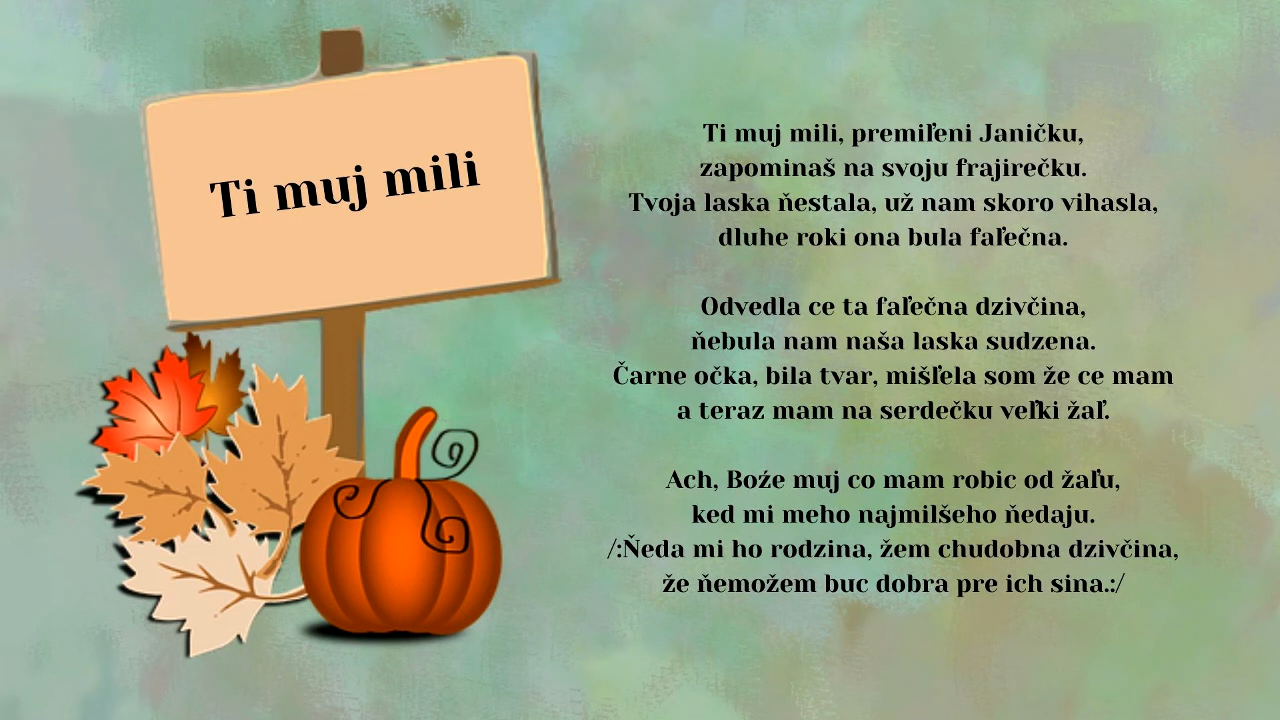 Ti muj mili
Ti muj mili, premiľeni Janičku,
zapominaš na svoju frajirečku.
Tvoja laska ňestala, už nam skoro vihasla,
dluhe roki ona bula faľečna.
Odvedla ce ta faľečna dzivčina,
ňebula nam naša laska sudzena.
Čarne očka, bila tvar, mišľela som že ce mam
a teraz mam na serdečku veľki žaľ.
Ach, Boźe muj co mam robic od žaľu,
ked mi meho najmilšeho ňedaju.
/:Ňeda mi ho rodzina, žem chudobna dzivčina,
že ňemožem buc dobra pre ich sina.:/